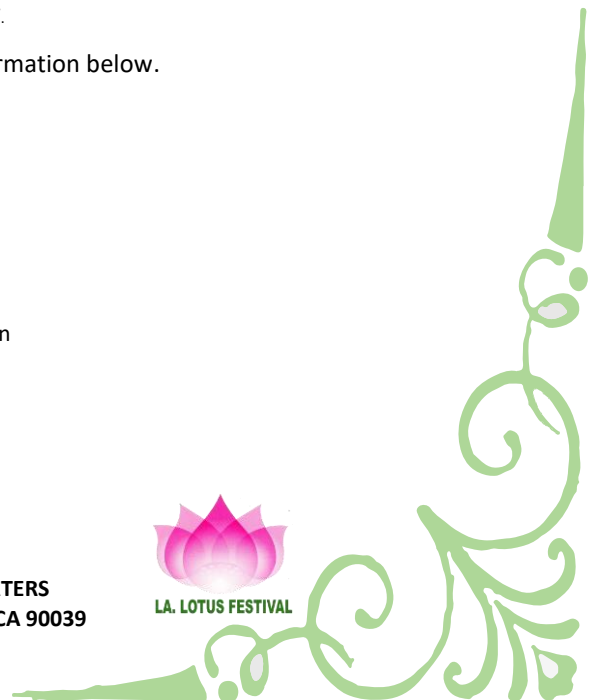 .
rmation below.
n
TERS
CA 90039
LA. LOTUS FESTIVAL